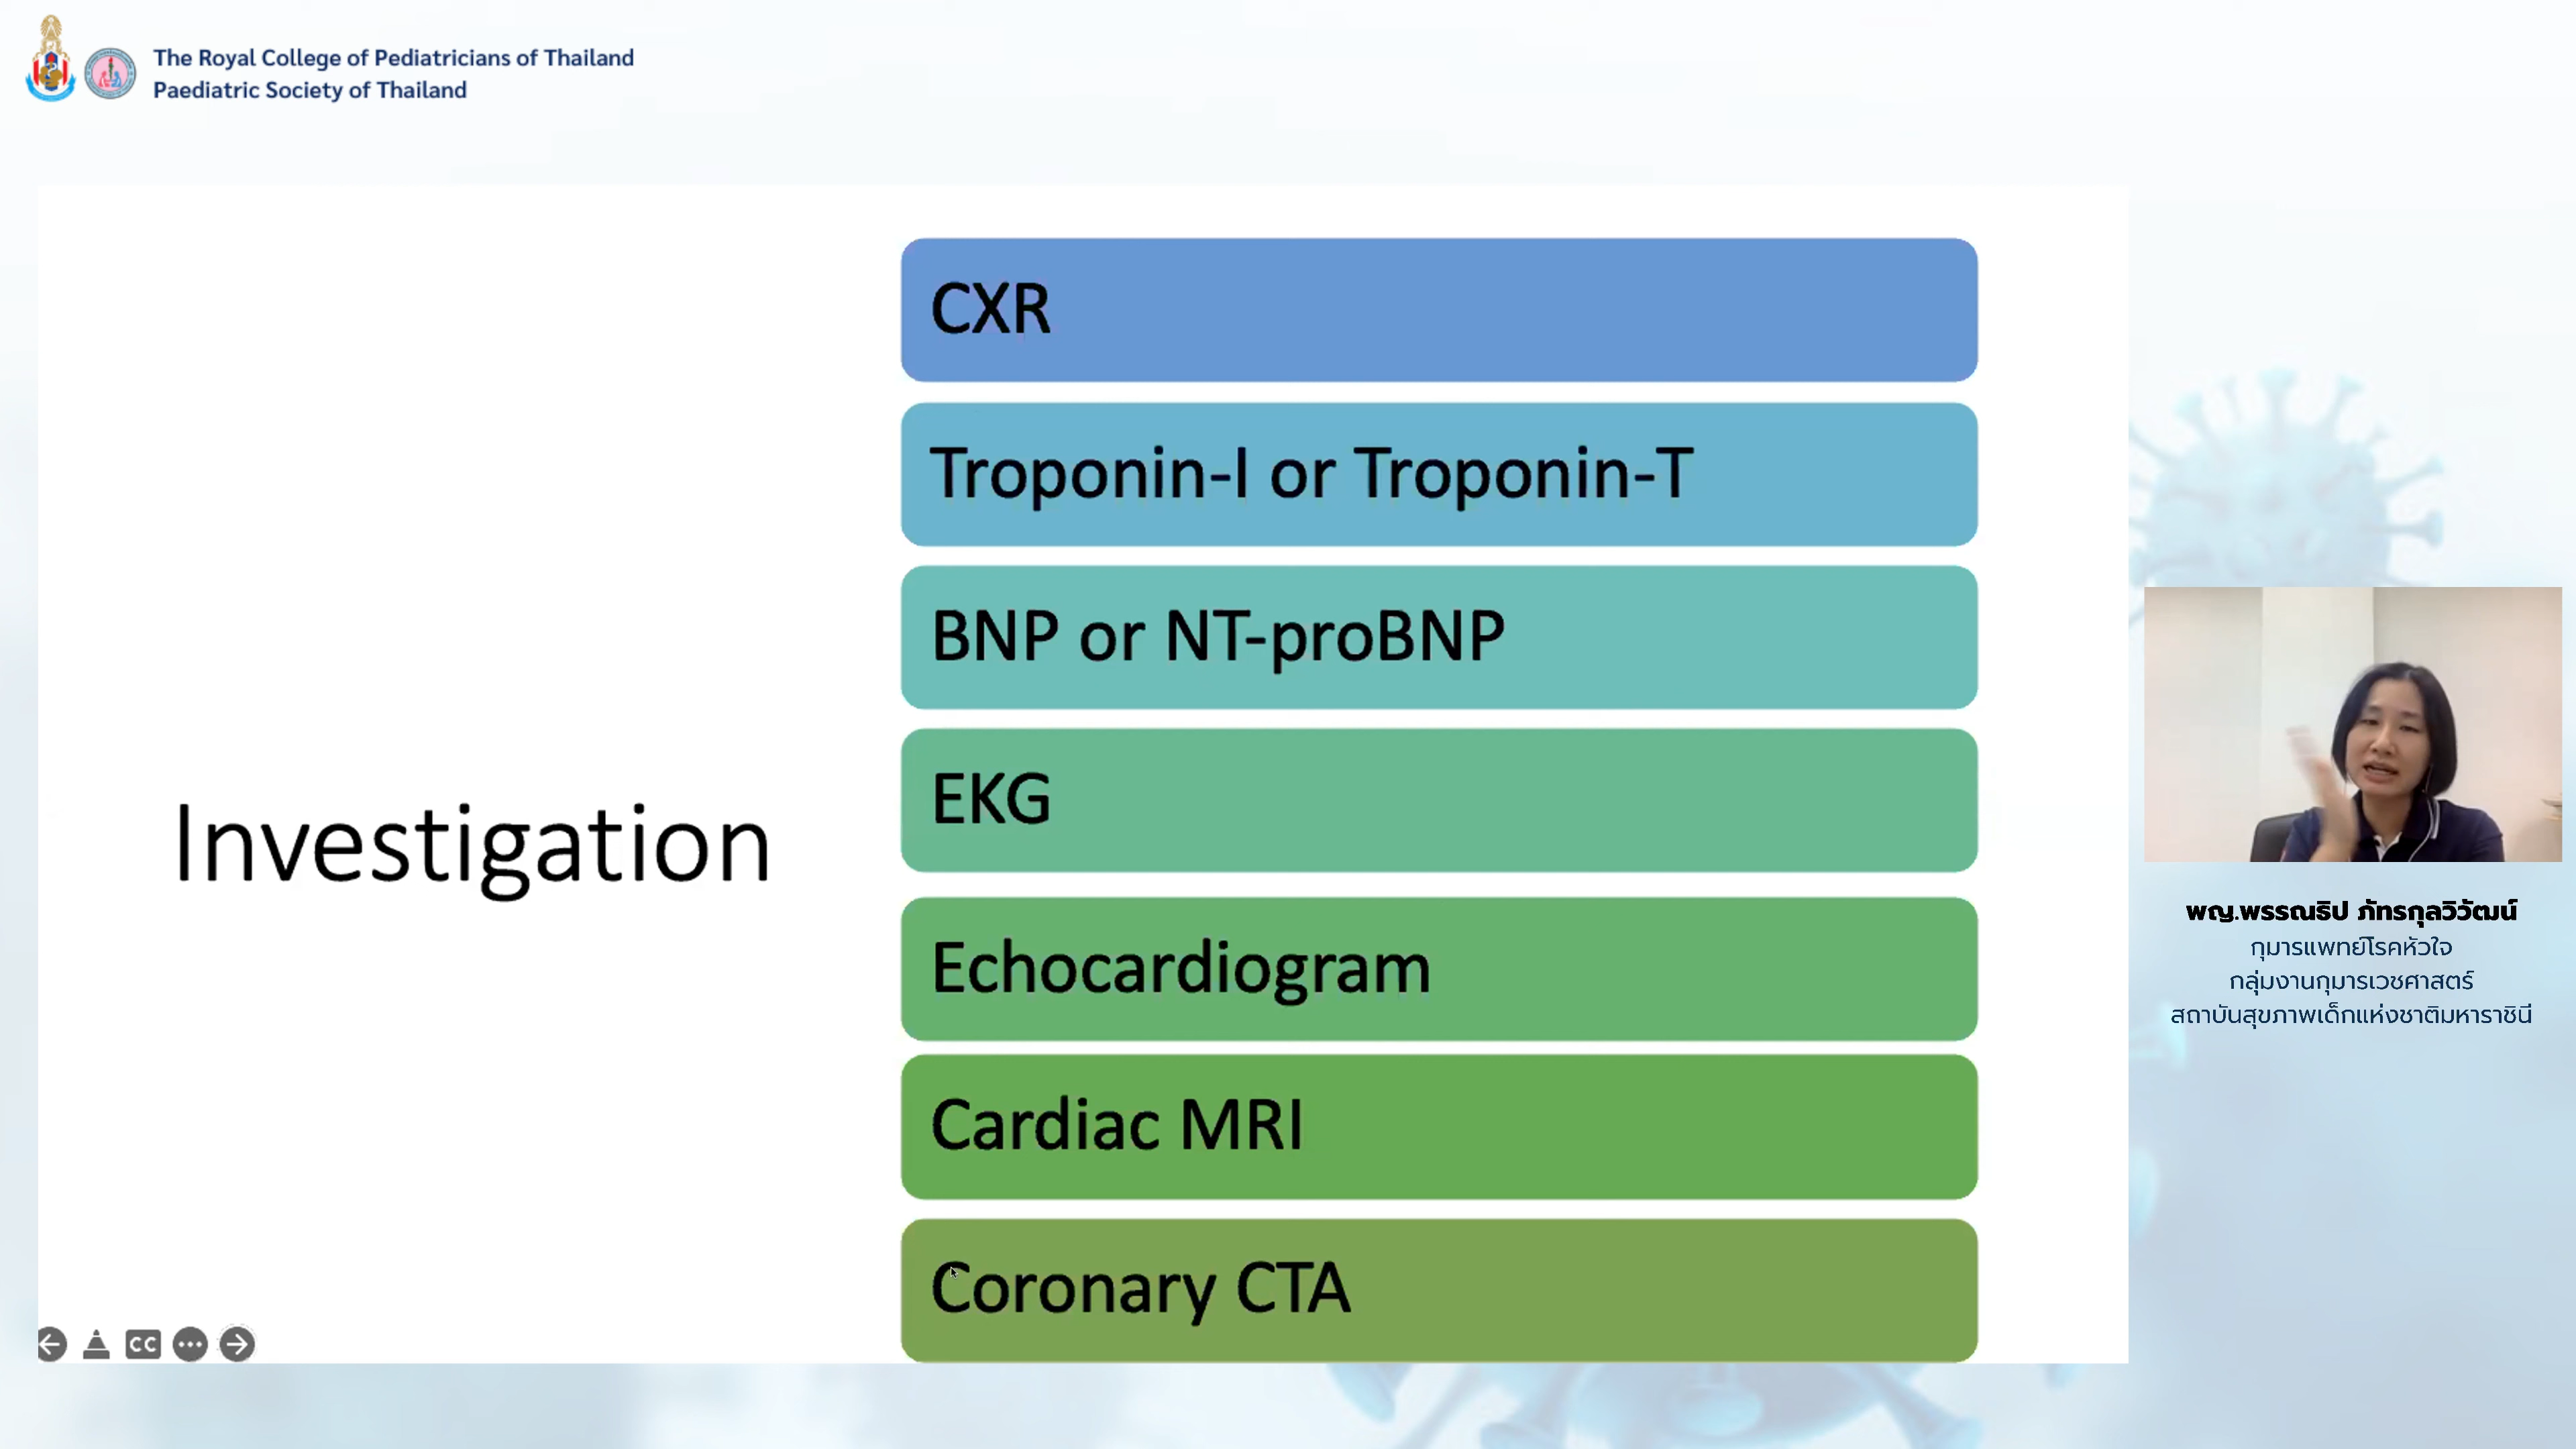 The Royal College of Pediatricians of Thailand
Paediatric Society of Thailand
Investigation
CXR
Troponin-I or Troponin-T
BNP or NT-proBNP
EKG
Echocardiogram
Cardiac MRI
Coronary CTA
CC
พญ.พรรณธิป ภัทรกุลวิวัฒน์
กุมารแพทย์โรคหัวใจ
กลุ่มงานกุมารเวชศาสตร์
สถาบันสุขภาพเด็กแห่งชาติมหาราชินี